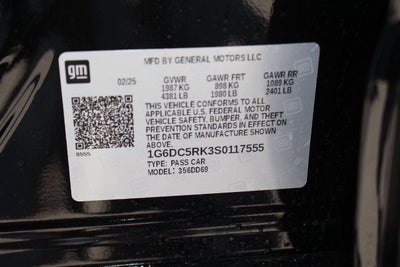 gm
MFD BY GENERAL MOTORS LLC
02/25 GVWR GAWR FRT GAWR RR
1987 KG 898 KG 1089 KG
4381 LB 1980 LB 2401 LB
THIS VEHICLE CONFORMS TO ALL
APPLICABLE U.S. FEDERAL MOTOR
VEHICLE SAFETY, BUMPER, AND THEFT
PREVENTION STANDARDS IN EFFECT ON
THE DATE OF MANUFACTURE SHOWN
ABOVE.
8555
1G6DC5RK3S0117555
TYPE: PASS CAR
MODEL: 356DD69